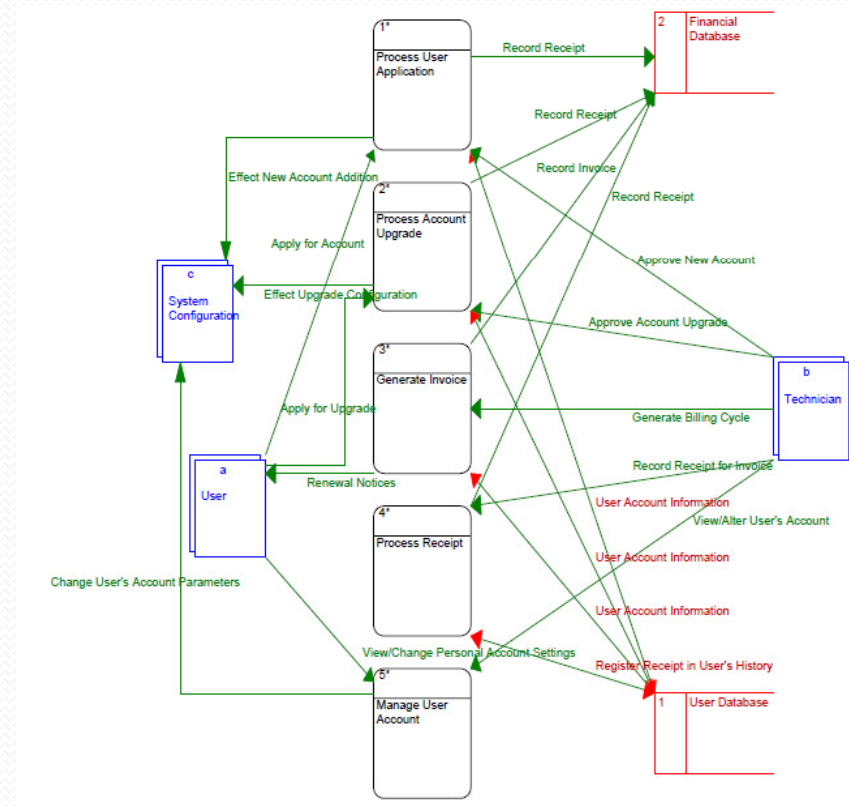 1*
Process User
Application
2
Financial
Database
Record Receipt
Record Receipt
Record Invoice
Record Receipt
Effect New Account Addition
2*
Process Account
Upgrade
Apply for Account
Approve New Account
c
System
Configuration
Effect Upgrade Configuration
Approve Account Upgrade
3*
Generate Invoice
b
Technician
Apply for Upgrade
Generate Billing Cycle
a
User
Renewal Notices
Record Receipt for Invoice
User Account Information
4*
Process Receipt
View/Alter User's Account
User Account Information
Change User's Account Parameters
User Account Information
View/Change Personal Account Settings
Register Receipt in User's History
5*
Manage User
Account
1
User Database